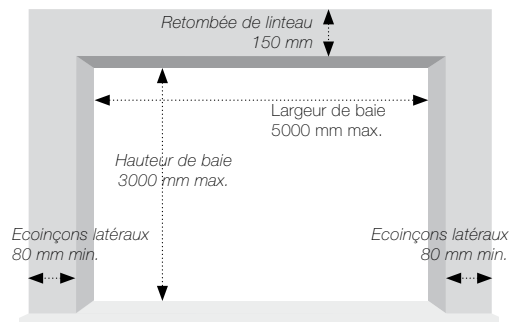 Retombée de linteau
150 mm
Largeur de baie
5000 mm max.
Hauteur de baie
3000 mm max.
Ecoinçons latéraux
80 mm min.
Ecoinçons latéraux
80 mm min.